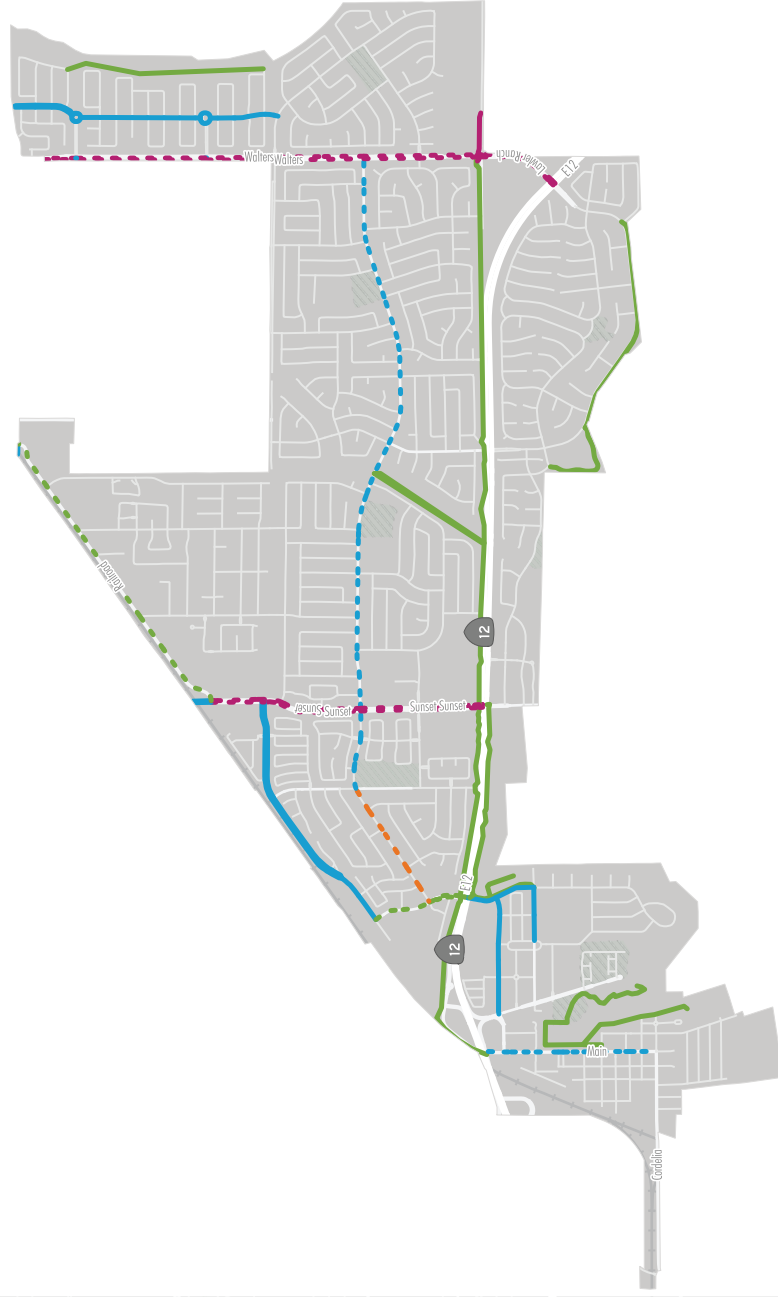 Walters Walters
Lawler Ranch
E12
Railroad
12
Sunset Sunset
Sunset Sunset
E12
12
Main
Cordelia